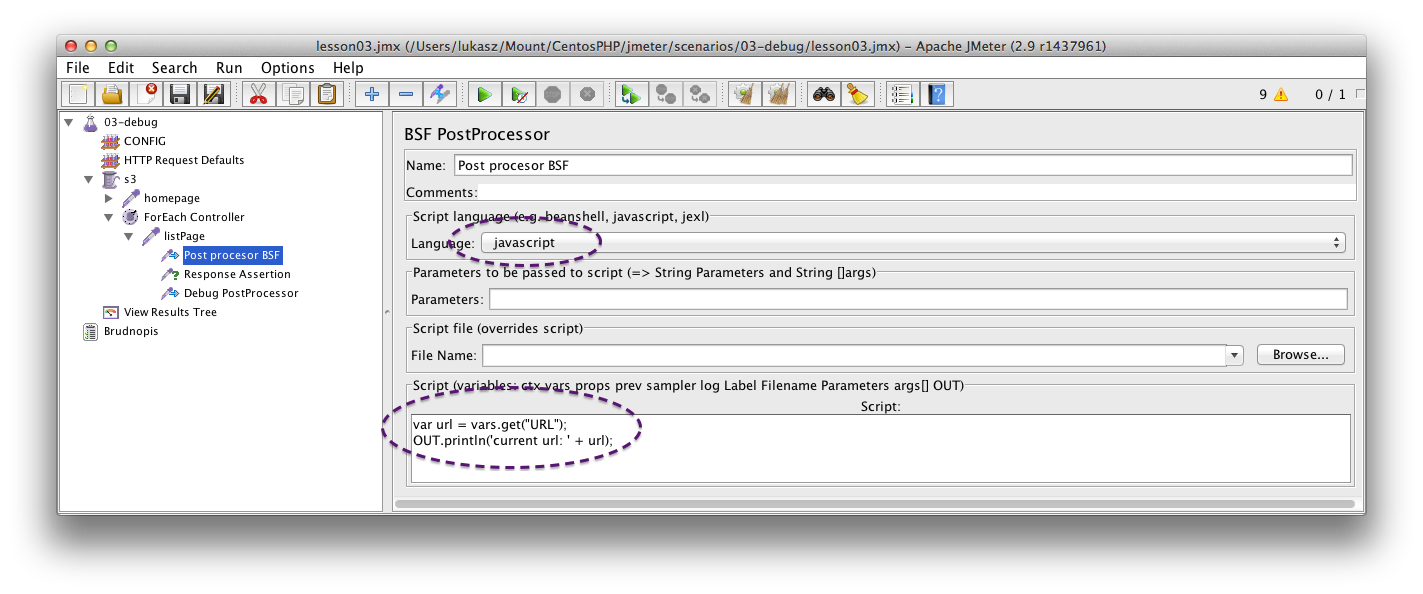 lesson03.jmx (/Users/lukasz/Mount/CentosPHP/jmeter/scenarios/03-debug/lesson03.jmx) – Apache JMeter (2.9 r1437961)
File Edit Search Run Options Help
9 0 / 1
03-debug
CONFIG
HTTP Request Defaults
s3
homepage
ForEach Controller
listPage
Post procesor BSF
Response Assertion
Debug PostProcessor
View Results Tree
Brudnopis
BSF PostProcessor
Name: Post procesor BSF
Comments:
Script language (e.g. beanshell, javascript, jexl)
Language: javascript
Parameters to be passed to script (=> String Parameters and String []args)
Parameters:
Script file (overrides script)
File Name: Browse...
Script (variables: ctx vars props prev sampler log Label Filename Parameters args[] OUT)
Script:
var url = vars.get("URL");
OUT.println('current url: ' + url);